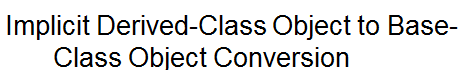 Implicit Derived-Class Object to Base-
Class Object Conversion